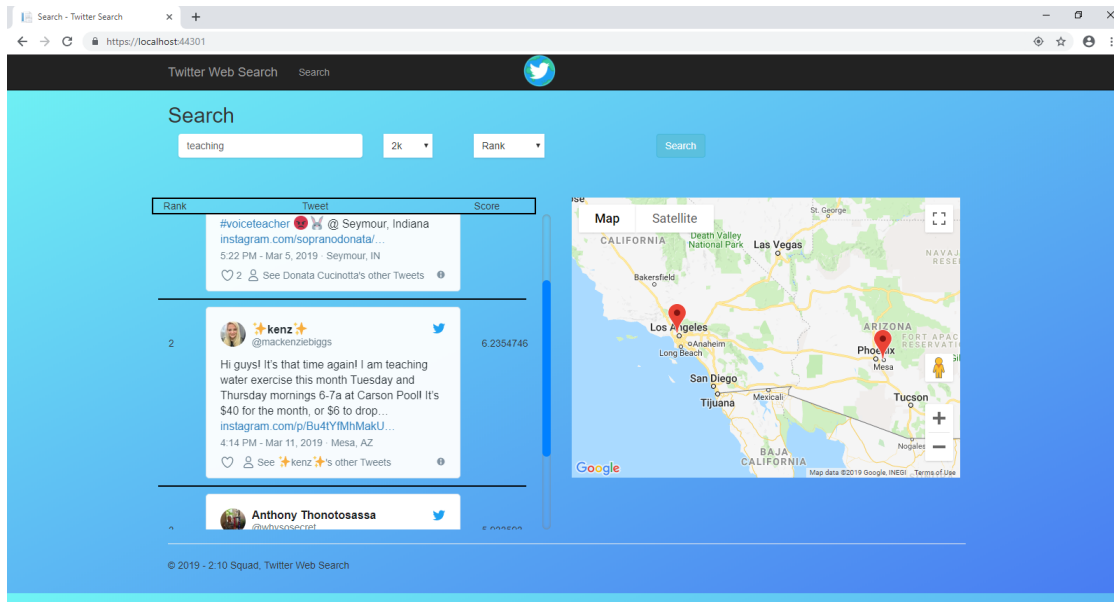 Search - Twitter Search
https://localhost:44301
Twitter Web Search Search
Search
teaching 2k Rank Search
Rank Tweet Score
#voiceteacher @ Seymour, Indiana
instagram.com/sopranodonata/…
5:22 PM - Mar 5, 2019 · Seymour, IN
2 See Donata Cucinotta's other Tweets
2
✨kenz✨
@mackenziebiggs
6.2354746
Hi guys! It's that time again! I am teaching
water exercise this month Tuesday and
Thursday mornings 6-7a at Carson Pool! It's
$40 for the month, or $6 to drop…
instagram.com/p/Bu4tYfMhMakU…
4:14 PM - Mar 11, 2019 · Mesa, AZ
See ✨kenz✨'s other Tweets
Anthony Thonotosassa
@whysosecret
Map Satellite
St. George
CALIFORNIA
Death Valley
National Park
Las Vegas
Bakersfield
Los Angeles
Anaheim
Long Beach
ARIZONA
FORT APAC
RESERVATI
Phoenix
Mesa
San Diego
Tijuana
Mexicali
Tucson
Nogales
BAJA
CALIFORNIA
NAVAJ
RESE
Google
Map data ©2019 Google, INEGI Terms of Use
© 2019 - 2:10 Squad, Twitter Web Search